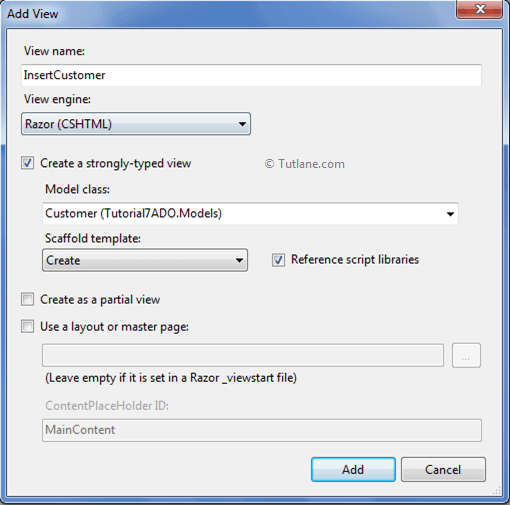 Add View
View name:
InsertCustomer
View engine:
Razor (CSHTML)
Create a strongly-typed view
© Tutlane.com
Model class:
Customer (Tutorial7ADO.Models)
Scaffold template:
Create
Reference script libraries
Create as a partial view
Use a layout or master page:
...
(Leave empty if it is set in a Razor _viewstart file)
ContentPlaceHolder ID:
MainContent
Add
Cancel